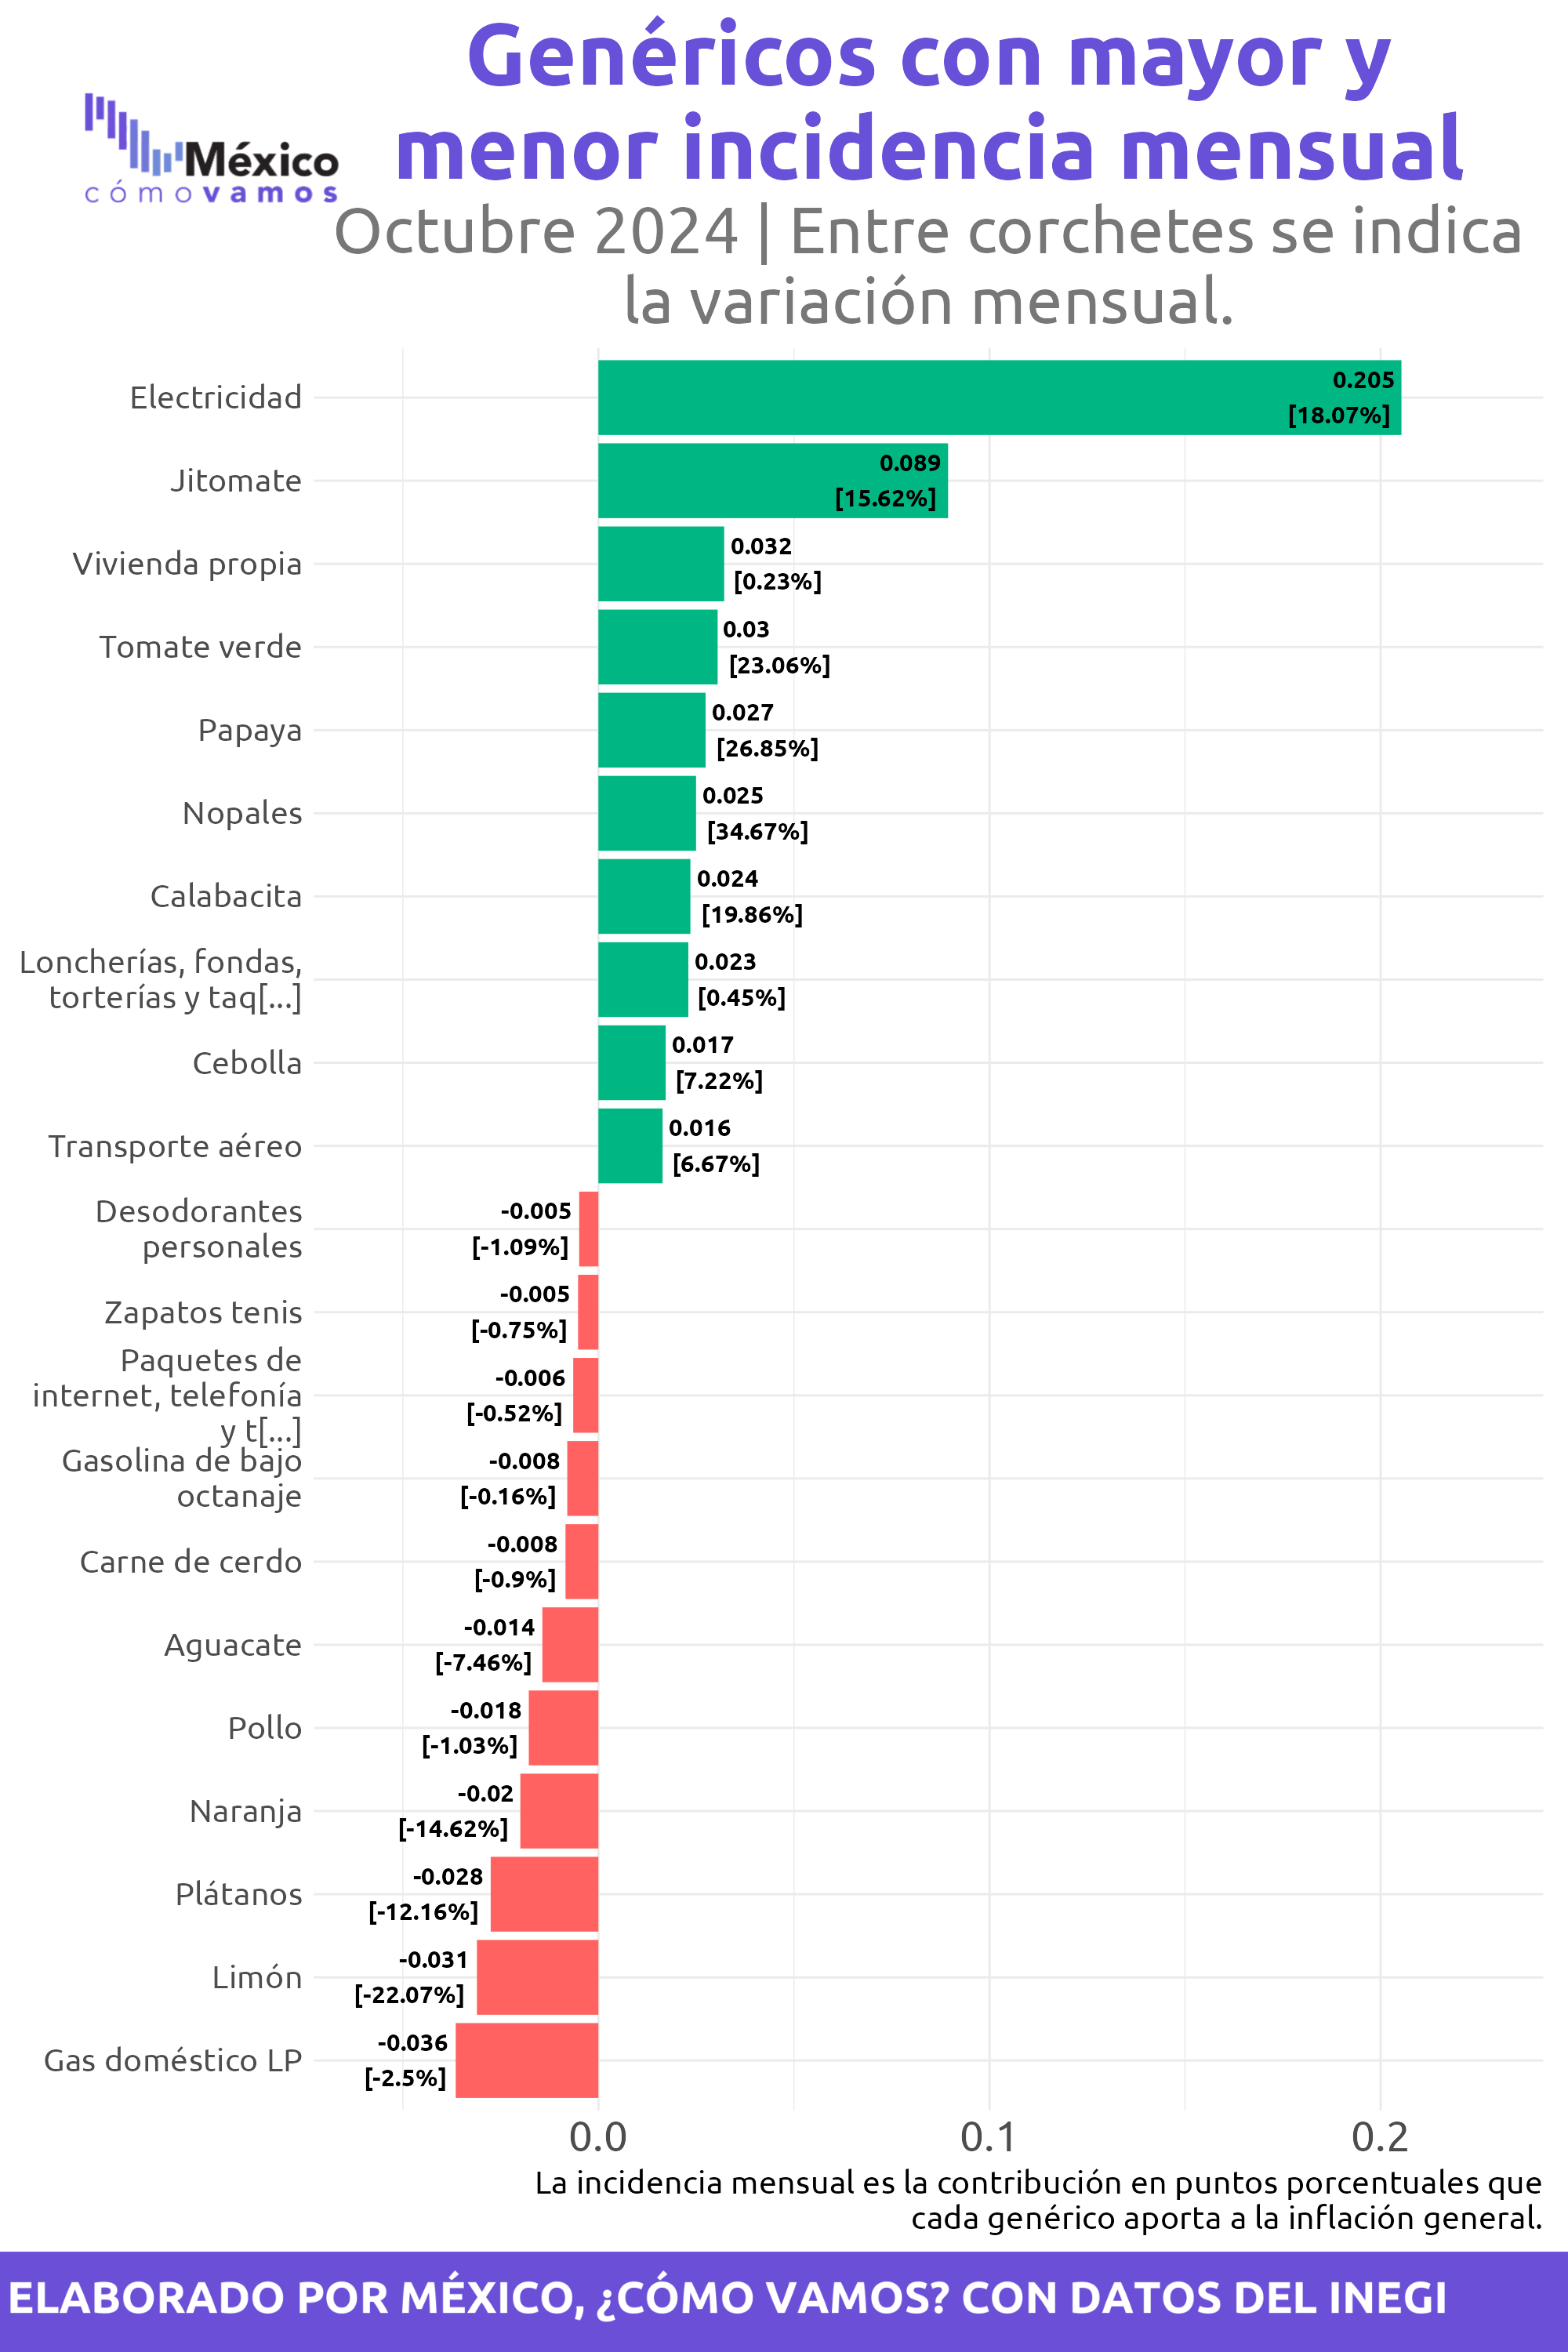 Genéricos con mayor y
menor incidencia mensual
México
cómovamos
Octubre 2024 | Entre corchetes se indica
la variación mensual.
Electricidad
0.205
[18.07%]
Jitomate
0.089
[15.62%]
Vivienda propia
0.032
[0.23%]
Tomate verde
0.03
[23.06%]
Papaya
0.027
[26.85%]
Nopales
0.025
[34.67%]
Calabacita
0.024
[19.86%]
Loncherías, fondas,
torterías y taq[...]
0.023
[0.45%]
Cebolla
0.017
[7.22%]
Transporte aéreo
0.016
[6.67%]
Desodorantes
personales
-0.005
[-1.09%]
Zapatos tenis
-0.005
[-0.75%]
Paquetes de
internet, telefonía
y t[...]
-0.006
[-0.52%]
Gasolina de bajo
octanaje
-0.008
[-0.16%]
Carne de cerdo
-0.008
[-0.9%]
Aguacate
-0.014
[-7.46%]
Pollo
-0.018
[-1.03%]
Naranja
-0.02
[-14.62%]
Plátanos
-0.028
[-12.16%]
Limón
-0.031
[-22.07%]
Gas doméstico LP
-0.036
[-2.5%]
0.0 0.1 0.2
La incidencia mensual es la contribución en puntos porcentuales que
cada genérico aporta a la inflación general.
ELABORADO POR MÉXICO, ¿CÓMO VAMOS? CON DATOS DEL INEGI